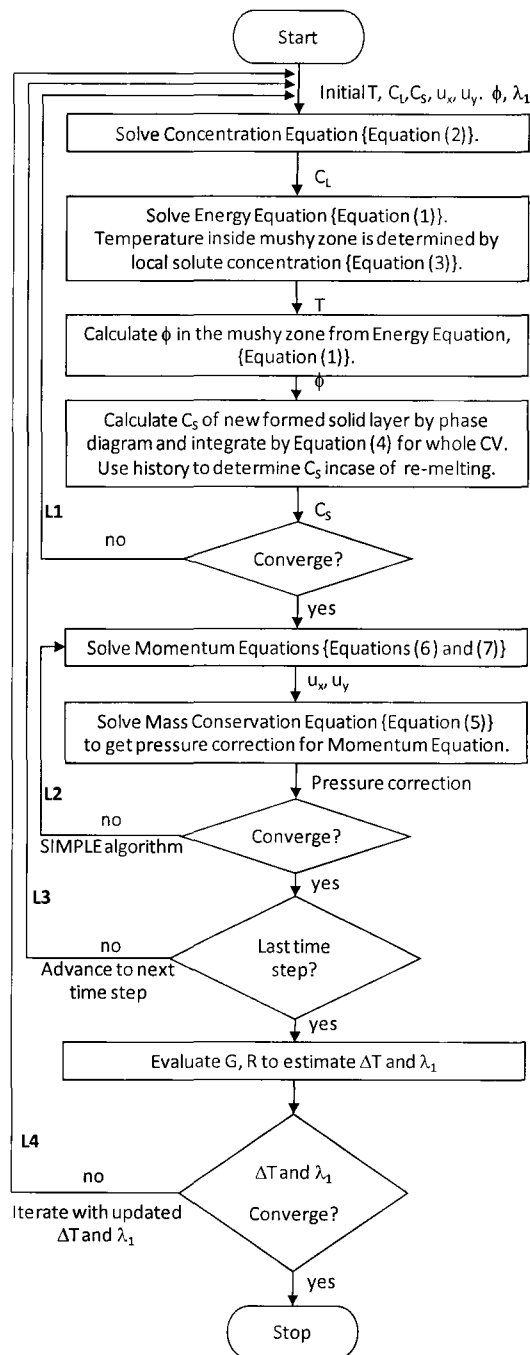 Start
Initial T, C_L,C_S, u_x, u_y. ϕ, λ_1
Solve Concentration Equation {Equation (2)}.
C_L
Solve Energy Equation {Equation (1)}.
Temperature inside mushy zone is determined by
local solute concentration {Equation (3)}.
T
Calculate ϕ in the mushy zone from Energy Equation,
{Equation (1)}.
ϕ
Calculate C_S of new formed solid layer by phase
diagram and integrate by Equation (4) for whole CV.
Use history to determine C_S incase of re-melting.
C_S
L1
no
Converge?
yes
Solve Momentum Equations {Equations (6) and (7)}
u_x, u_y
Solve Mass Conservation Equation {Equation (5)}
to get pressure correction for Momentum Equation.
Pressure correction
L2
no
SIMPLE algorithm
Converge?
yes
L3
no
Advance to next
time step
Last time
step?
yes
Evaluate G, R to estimate ΔT and λ_1
L4
no
Iterate with updated
ΔT and λ_1
ΔT and λ_1
Converge?
yes
Stop